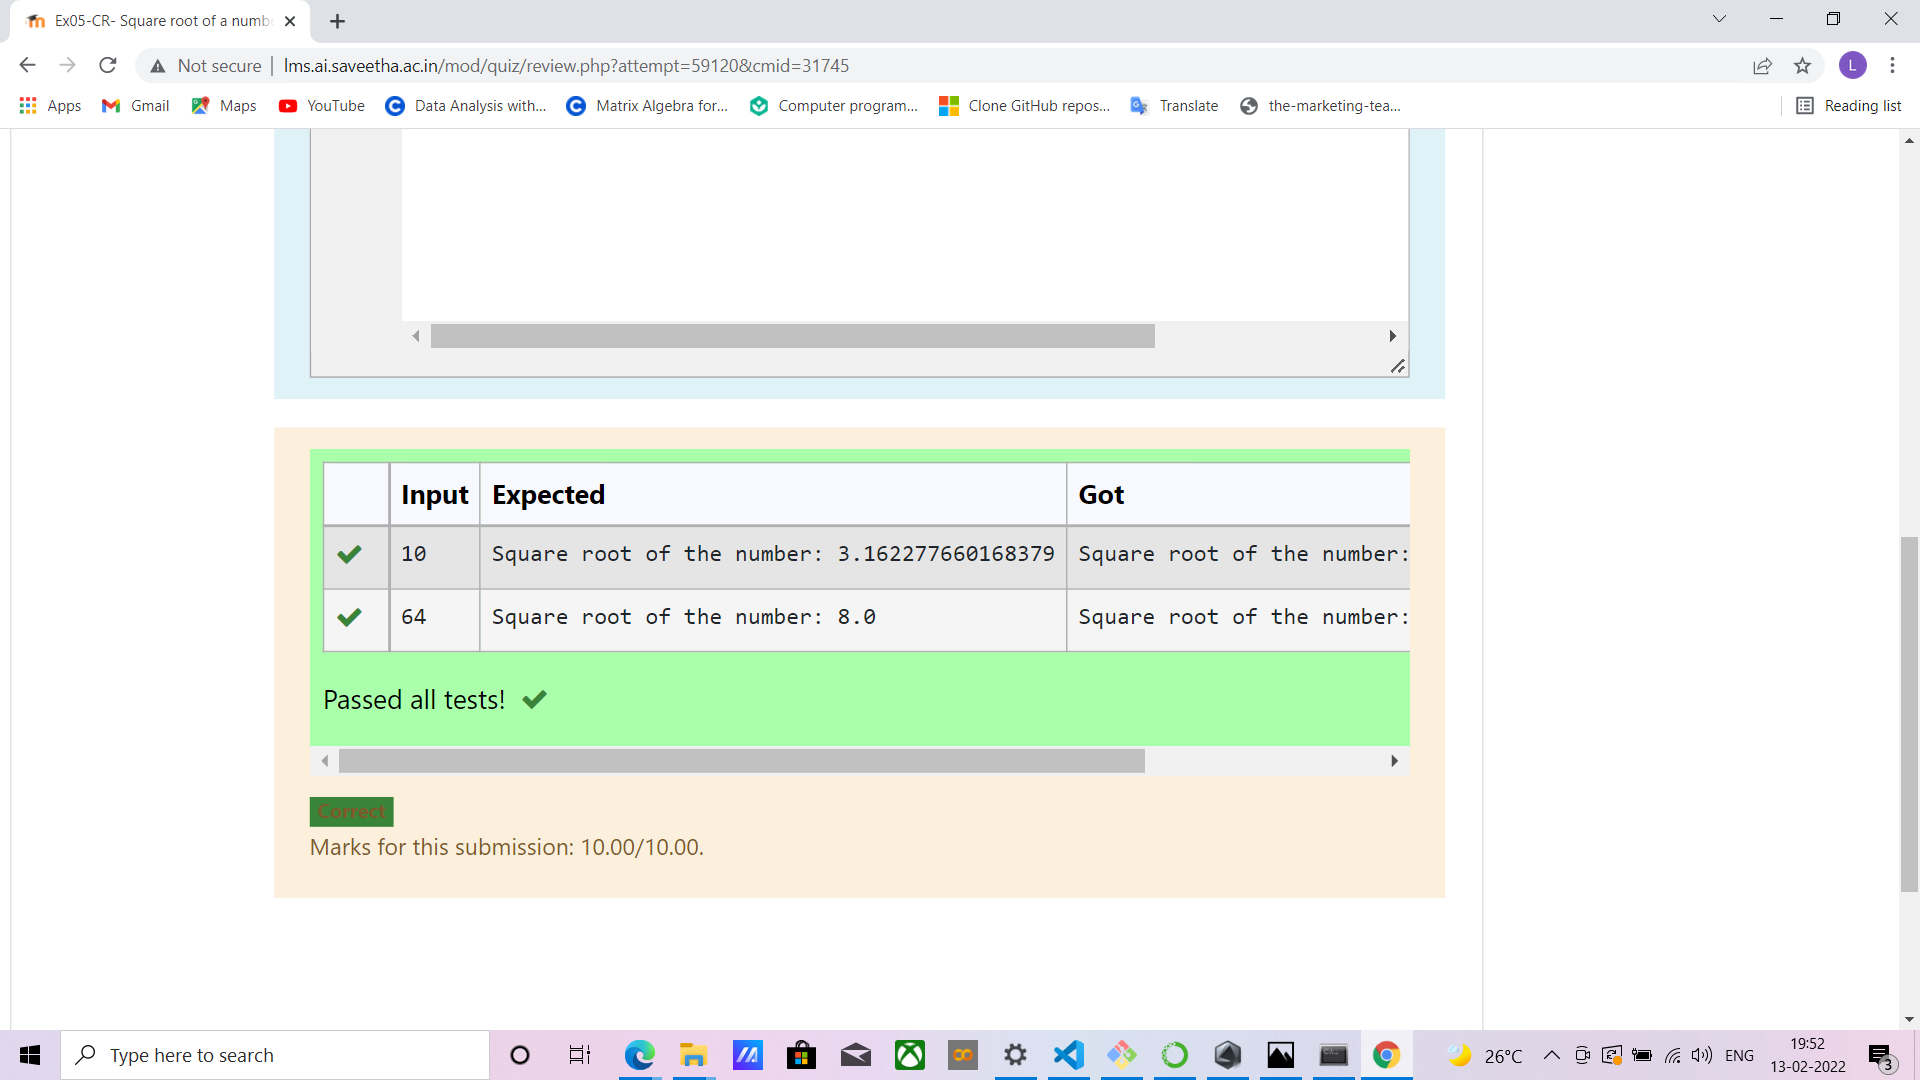 Ex05-CR- Square root of a numb
Not secure lms.ai.saveetha.ac.in/mod/quiz/review.php?attempt=59120&cmid=31745
L
Apps Gmail Maps YouTube Data Analysis with... Matrix Algebra for... Computer program... Clone GitHub repos... Translate the-marketing-tea... Reading list
Input Expected Got
10 Square root of the number: 3.162277660168379 Square root of the number:
64 Square root of the number: 8.0 Square root of the number:
Passed all tests!
Correct
Marks for this submission: 10.00/10.00.
Type here to search
26°C ENG 19:52
13-02-2022
3